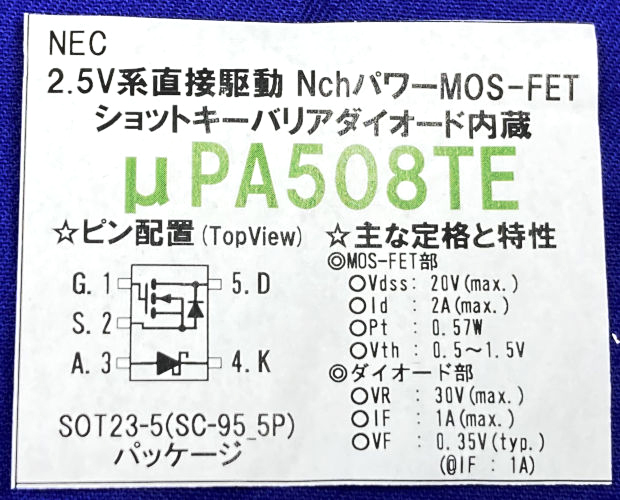 NEC
2.5V系直接駆動 NchパワーMOS-FET
ショットキーバリアダイオード内蔵
μPA508TE
☆ピン配置(TopView)
G. 1
5. D
S. 2
A. 3
4. K
SOT23-5(SC-95_5P)
パッケージ
☆主な定格と特性
◎MOS-FET部
○Vdss: 20V(max.)
○Id : 2A(max.)
○Pt : 0.57W
○Vth : 0.5~1.5V
◎ダイオード部
○VR : 30V(max.)
○IF : 1A(max.)
○VF : 0.35V(typ.)
(@IF : 1A)